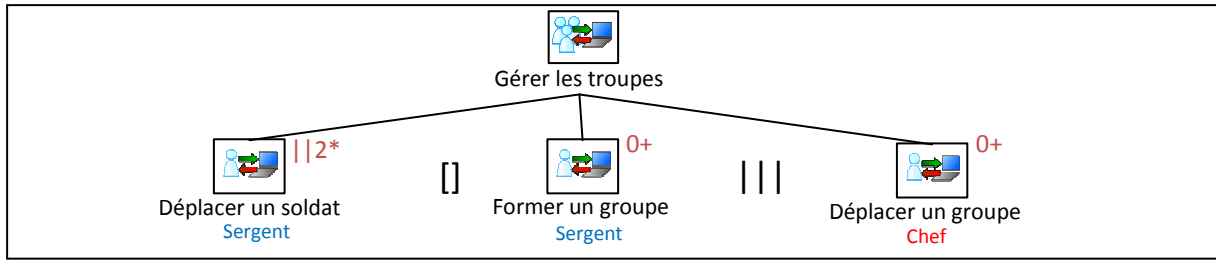 Gérer les troupes
||2*
[]
0+
|||
0+
Déplacer un soldat
Former un groupe
Déplacer un groupe
Sergent
Sergent
Chef